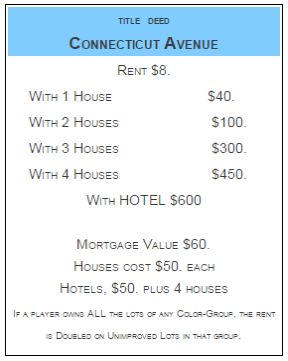 TITLE DEED
CONNECTICUT AVENUE
RENT $8.
WITH 1 HOUSE $40.
WITH 2 HOUSES $100.
WITH 3 HOUSES $300.
WITH 4 HOUSES $450.
WITH HOTEL $600
MORTGAGE VALUE $60.
HOUSES COST $50. EACH
HOTELS, $50. PLUS 4 HOUSES
IF A PLAYER OWNS ALL THE LOTS OF ANY COLOR-GROUP, THE RENT
IS DOUBLED ON UNIMPROVED LOTS IN THAT GROUP.